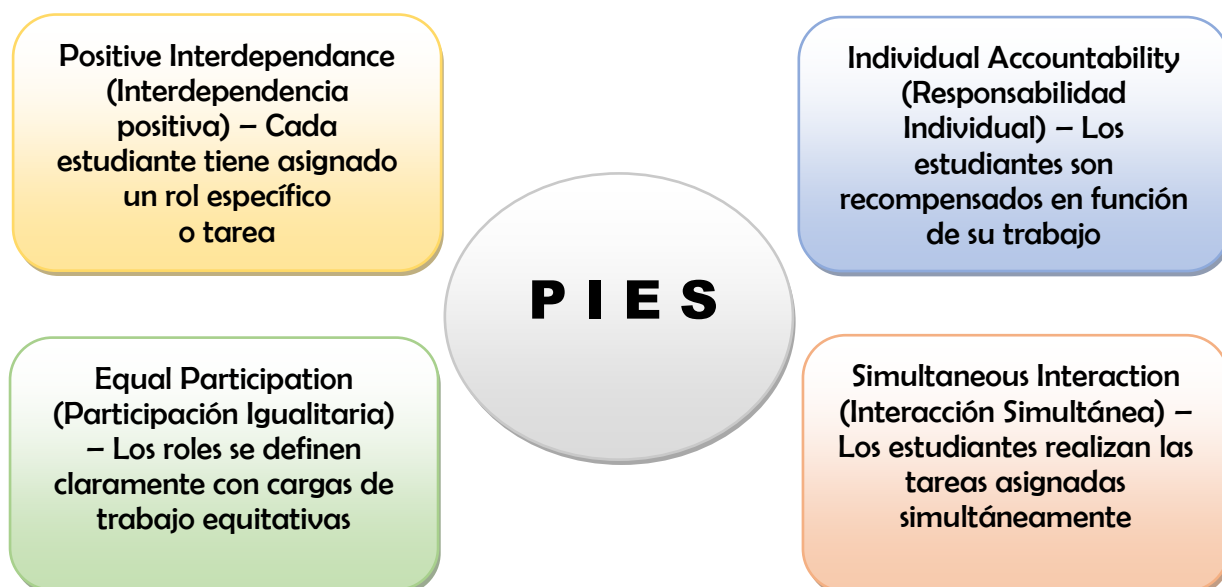 Positive Interdependance
(Interdependencia
positiva) – Cada
estudiante tiene asignado
un rol específico
o tarea
Individual Accountability
(Responsabilidad
Individual) – Los
estudiantes son
recompensados en función
de su trabajo
P I E S
Equal Participation
(Participación Igualitaria)
– Los roles se definen
claramente con cargas de
trabajo equitativas
Simultaneous Interaction
(Interacción Simultánea) –
Los estudiantes realizan las
tareas asignadas
simultáneamente